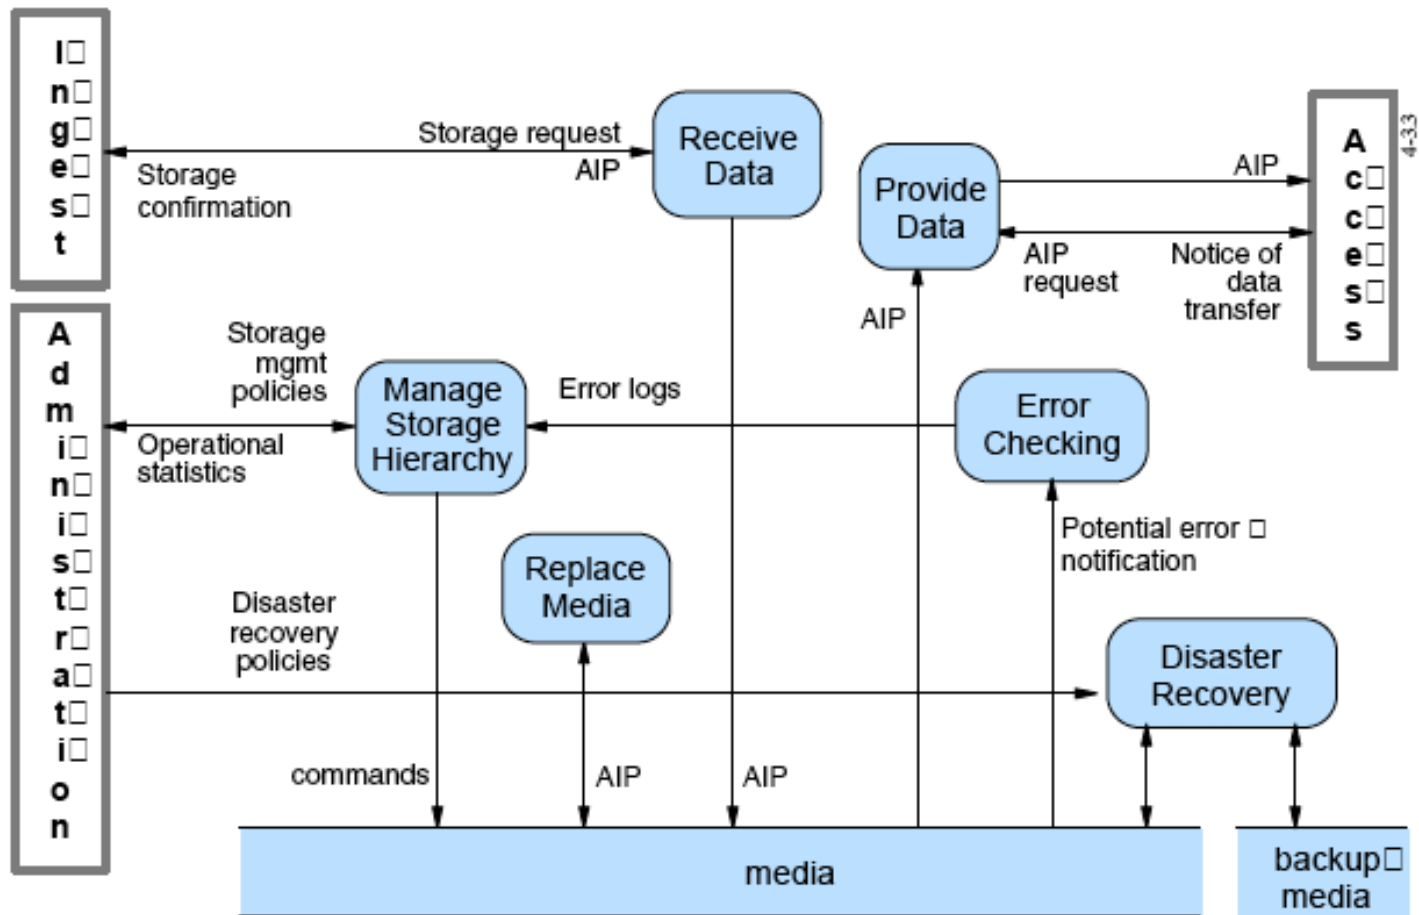 Ingest
Storage request
AIP
Storage
confirmation
Receive
Data
Provide
Data
AIP
AIP
request
Notice of
data
transfer
Access
4-33
Administration
Storage
mgmt
policies
Operational
statistics
Manage
Storage
Hierarchy
Error logs
AIP
Error
Checking
Potential error
notification
Replace
Media
Disaster
recovery
policies
Disaster
Recovery
commands
AIP
AIP
media
backup
media